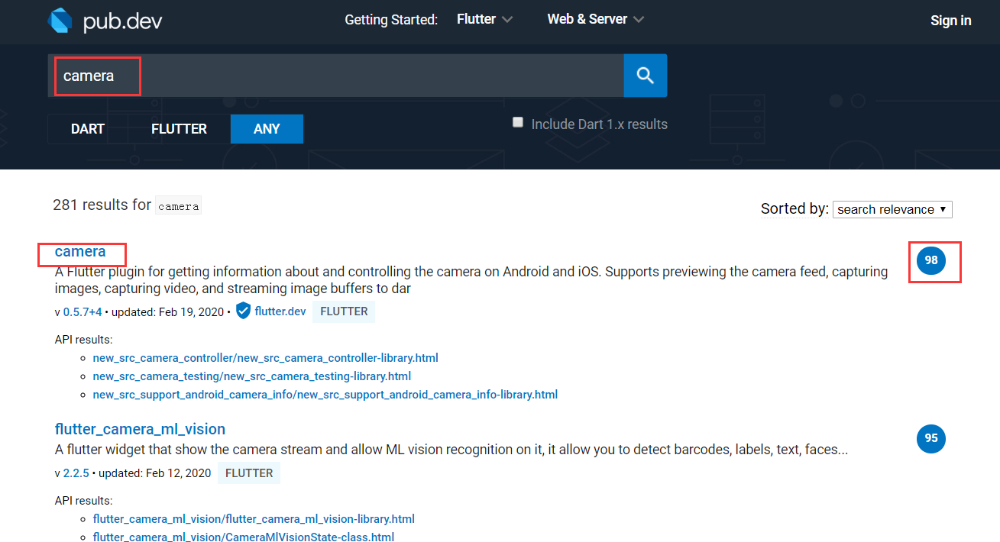 pub.dev
Getting Started: Flutter Web & Server Sign in
camera
DART FLUTTER ANY Include Dart 1.x results
281 results for camera
Sorted by: search relevance
camera 98
A Flutter plugin for getting information about and controlling the camera on Android and iOS. Supports previewing the camera feed, capturing
images, capturing video, and streaming image buffers to dar
v 0.5.7+4 • updated: Feb 19, 2020 • flutter.dev FLUTTER
API results:
new_src_camera_controller/new_src_camera_controller-library.html
new_src_camera_testing/new_src_camera_testing-library.html
new_src_support_android_camera_info/new_src_support_android_camera_info-library.html
flutter_camera_ml_vision 95
A flutter widget that show the camera stream and allow ML vision recognition on it, it allow you to detect barcodes, labels, text, faces...
v 2.2.5 • updated: Feb 12, 2020 FLUTTER
API results:
flutter_camera_ml_vision/flutter_camera_ml_vision-library.html
flutter_camera_ml_vision/CameraMlVisionState-class.html